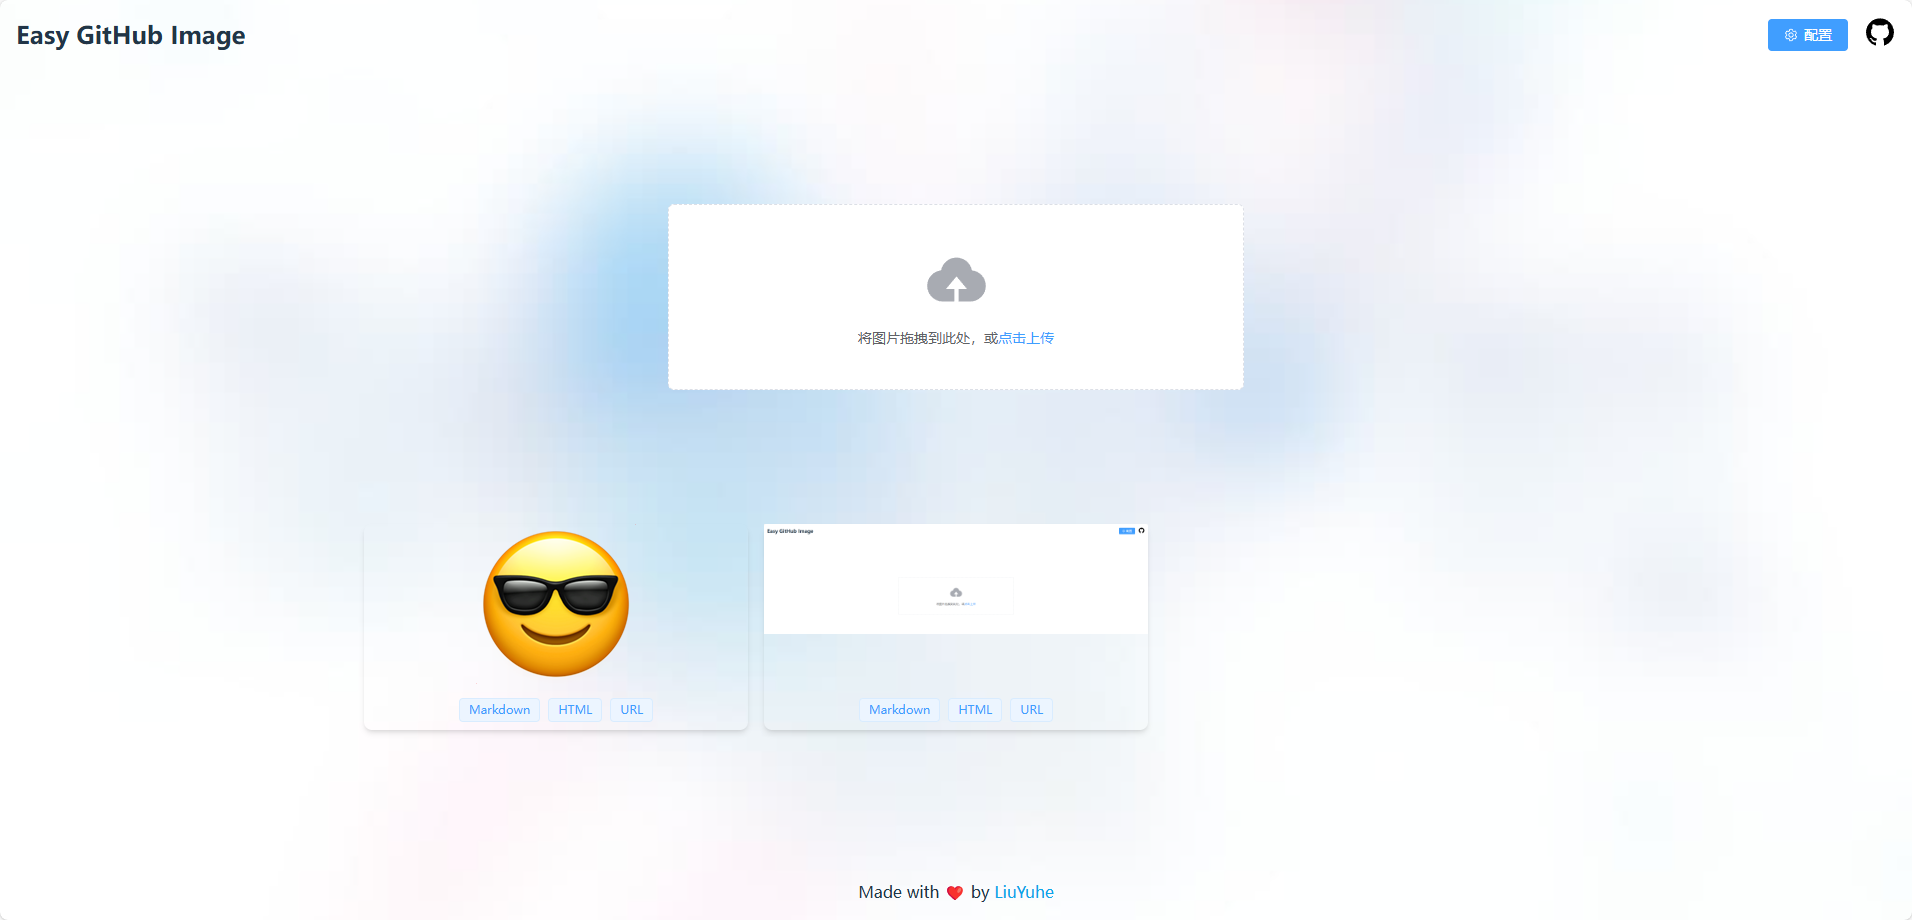 Easy GitHub Image
配置
将图片拖拽到此处，或点击上传
Easy GitHub Image
Markdown HTML URL
Markdown HTML URL
Made with ❤️ by LiuYuhe